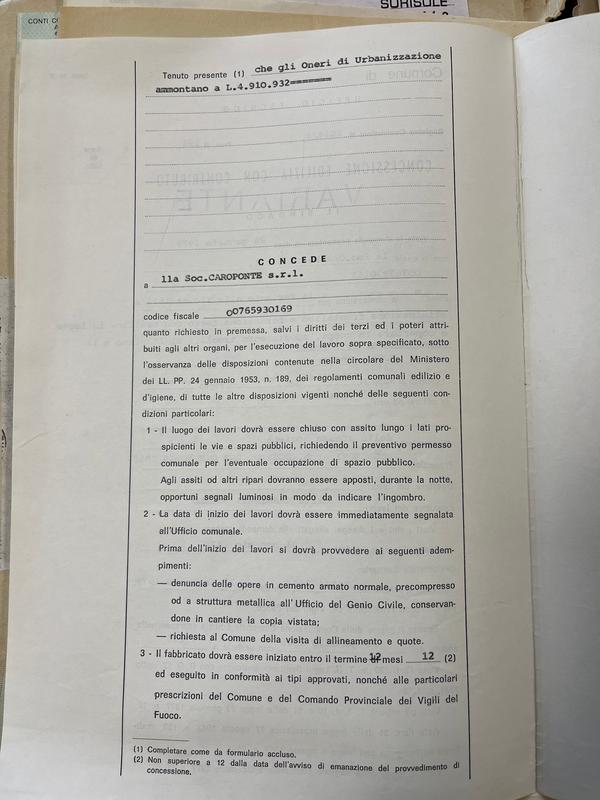 SURISULE
CONTI
Tenuto presente (1) che gli Oneri di Urbanizzazione
ammontano a L.4.910.932=======
CONCEDE
a lla Soc.CAROPONTE s.r.l.
codice fiscale 00765930169
quanto richiesto in premessa, salvi i diritti dei terzi ed i poteri attri-
buiti agli altri organi, per l'esecuzione del lavoro sopra specificato, sotto
l'osservanza delle disposizioni contenute nella circolare del Ministero
dei LL. PP. 24 gennaio 1953, n. 189, dei regolamenti comunali edilizio e
d'igiene, di tutte le altre disposizioni vigenti nonché delle seguenti con-
dizioni particolari:
1 - Il luogo dei lavori dovrà essere chiuso con assito lungo i lati pro-
spicienti le vie e spazi pubblici, richiedendo il preventivo permesso
comunale per l'eventuale occupazione di spazio pubblico.
Agli assiti od altri ripari dovranno essere apposti, durante la notte,
opportuni segnali luminosi in modo da indicare l'ingombro.
2 - La data di inizio dei lavori dovrà essere immediatamente segnalata
all'Ufficio comunale.
Prima dell'inizio dei lavori si dovrà provvedere ai seguenti adem-
pimenti:
— denuncia delle opere in cemento armato normale, precompresso
od a struttura metallica all'Ufficio del Genio Civile, conservan-
done in cantiere la copia vistata;
— richiesta al Comune della visita di allineamento e quote.
3 - Il fabbricato dovrà essere iniziato entro il termine di mesi 12 (2)
ed eseguito in conformità ai tipi approvati, nonché alle particolari
prescrizioni del Comune e del Comando Provinciale dei Vigili del
Fuoco.
(1) Completare come da formulario accluso.
(2) Non superiore a 12 dalla data dell'avviso di emanazione del provvedimento di
concessione.